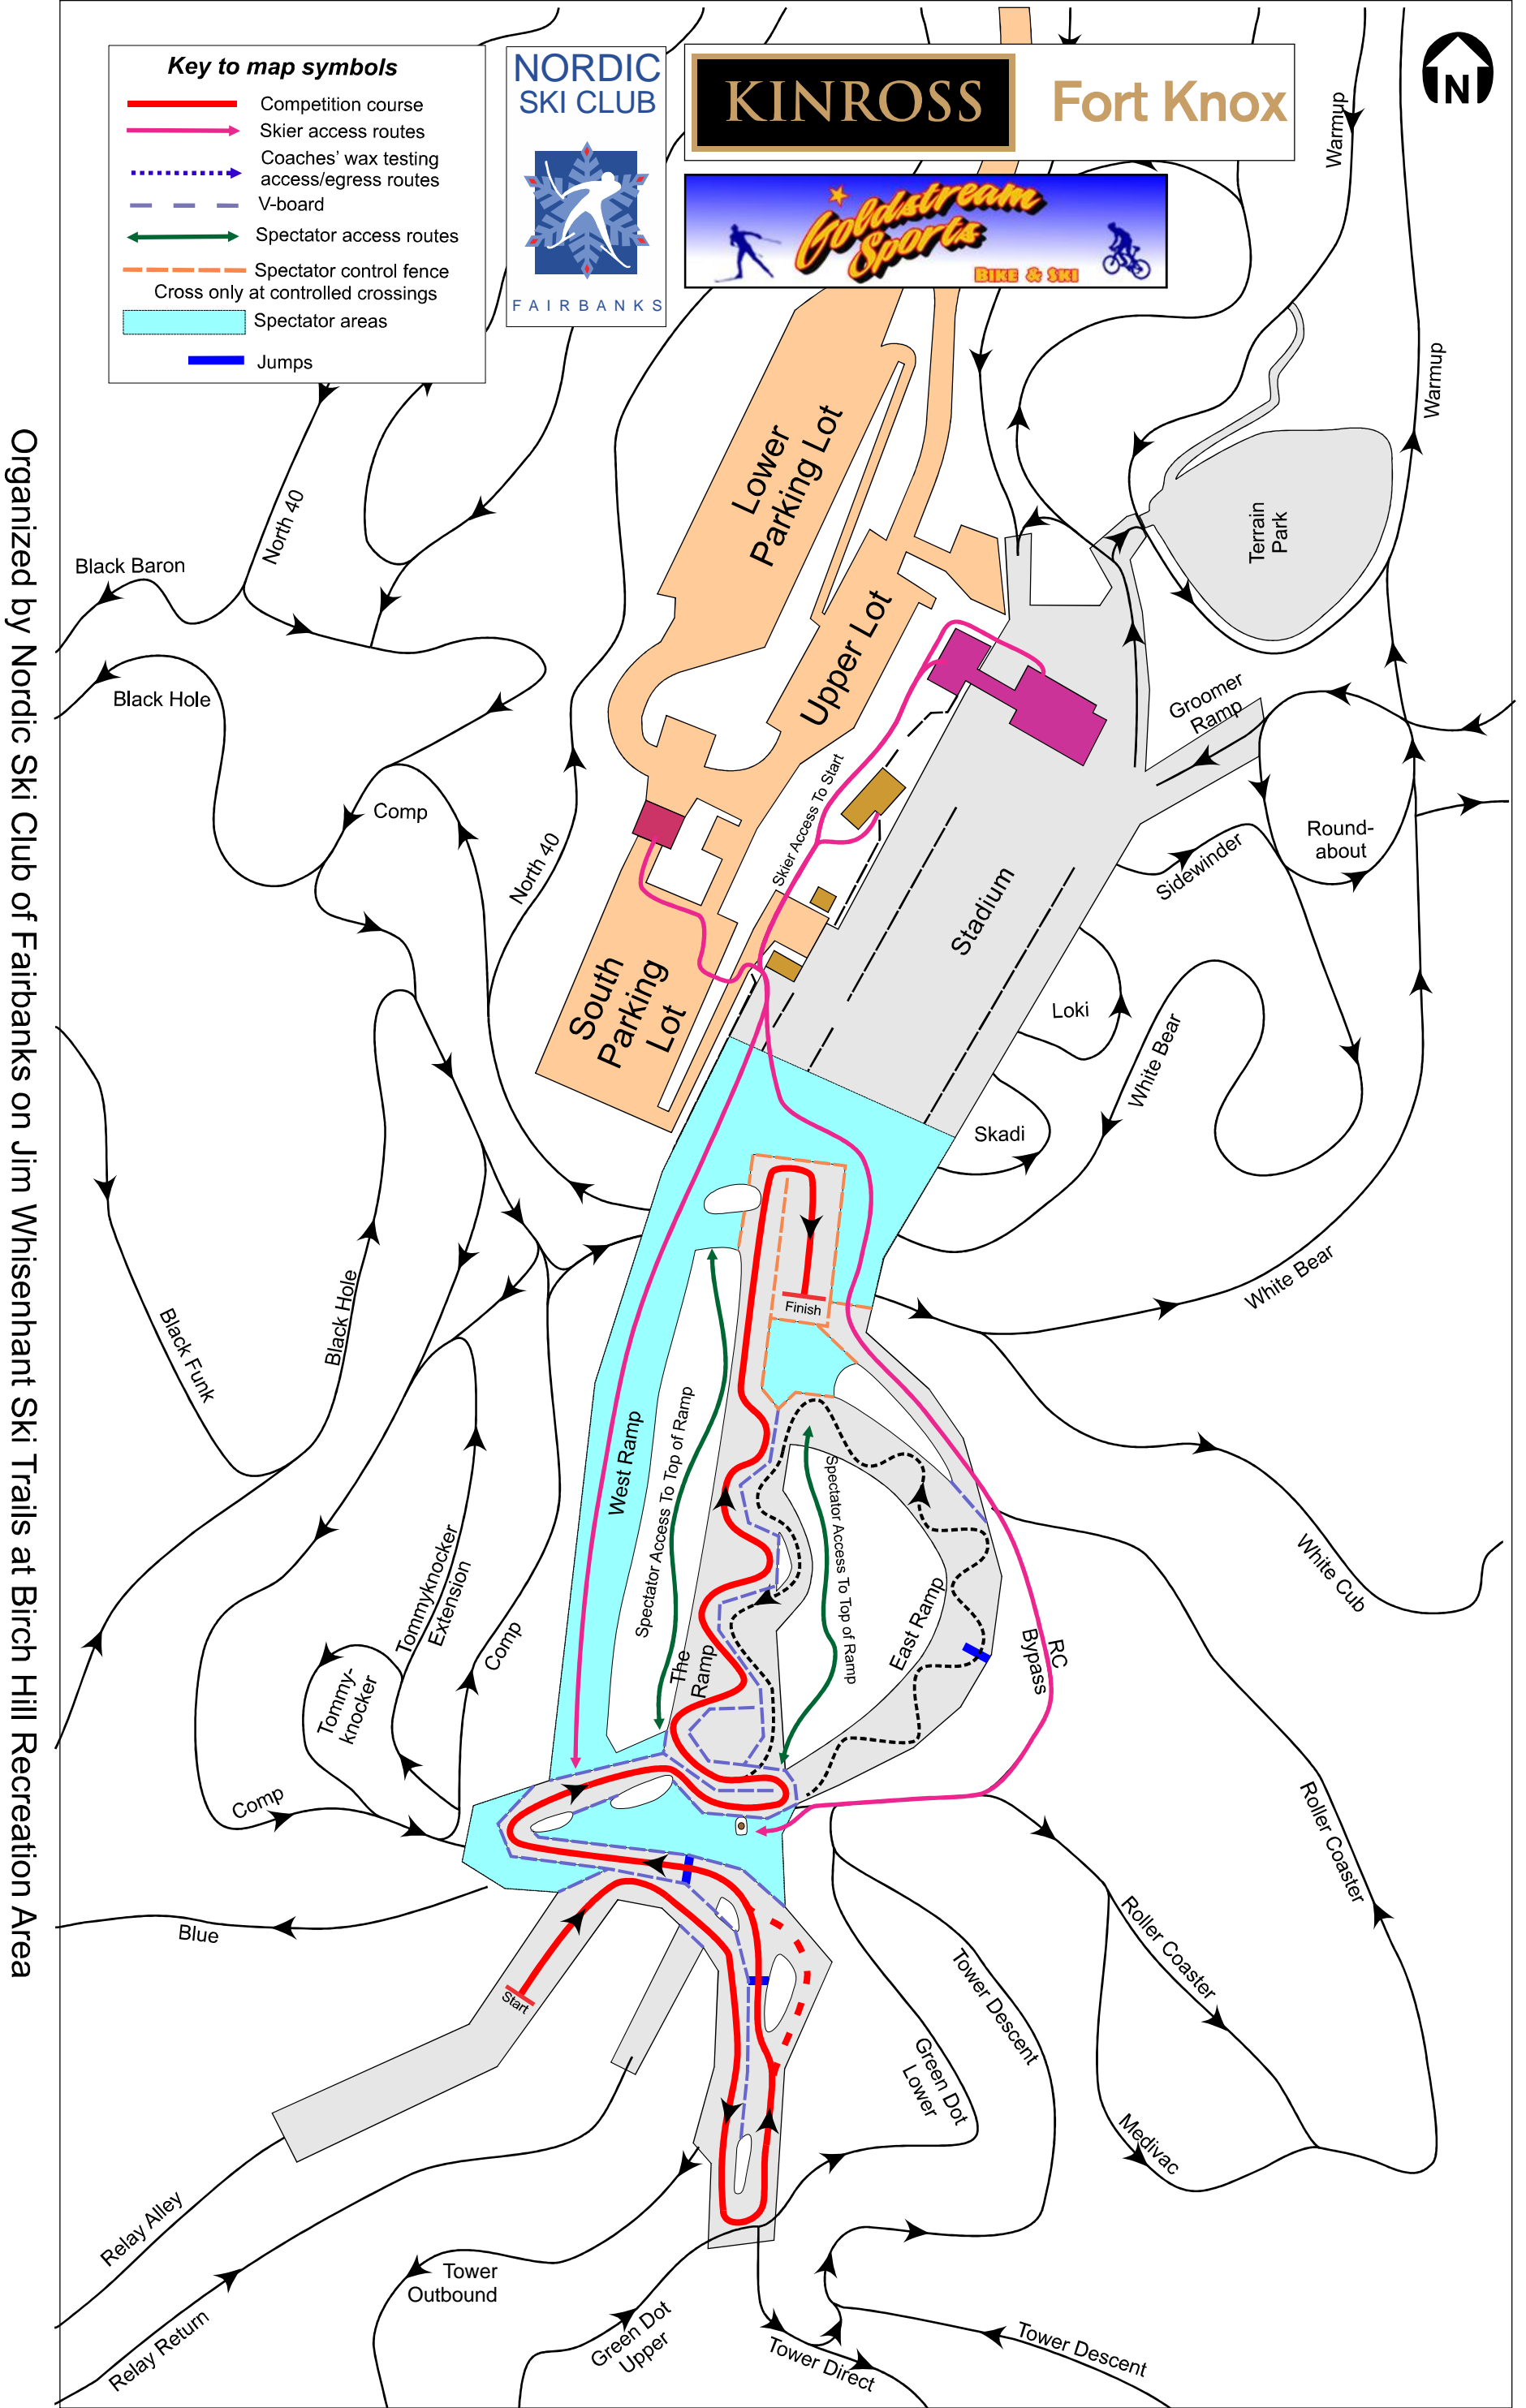 Key to map symbols
Competition course
Skier access routes
Coaches' wax testing
access/egress routes
V-board
Spectator access routes
Spectator control fence
Cross only at controlled crossings
Spectator areas
Jumps
NORDIC
SKI CLUB
FAIRBANKS
KINROSS
Fort Knox
Goldstream
Sports
BIKE & SKI
N
Organized by Nordic Ski Club of Fairbanks on Jim Whisenhant Ski Trails at Birch Hill Recreation Area
Warmup
Warmup
Lower
Parking Lot
North 40
Terrain
Park
Black Baron
Upper Lot
Black Hole
Groomer
Ramp
Comp
Skier Access To Start
North 40
Round-
about
Sidewinder
Stadium
South
Parking
Lot
Loki
White Bear
Skadi
White Bear
Finish
Black Hole
Black Funk
West Ramp
Spectator Access To Top of Ramp
Spectator Access To Top of Ramp
White Cub
Tommyknocker
Extension
East Ramp
Comp
The
Ramp
RC
Bypass
Tommy-
knocker
Comp
Roller Coaster
Blue
Roller Coaster
Start
Tower Descent
Green Dot
Lower
Medivac
Relay Alley
Tower
Outbound
Relay Return
Green Dot
Upper
Tower Direct
Tower Descent